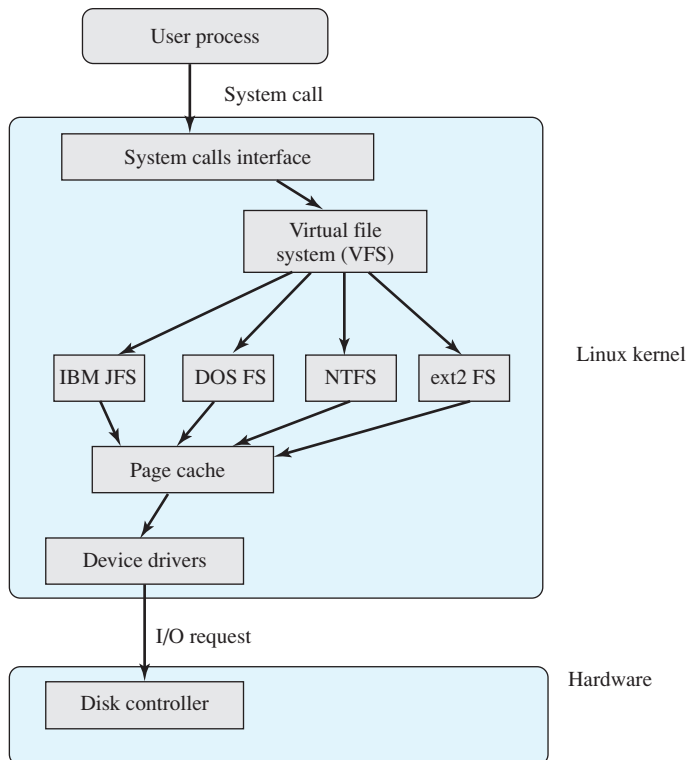 User process
System call
System calls interface
Virtual file
system (VFS)
IBM JFS
DOS FS
NTFS
ext2 FS
Linux kernel
Page cache
Device drivers
I/O request
Hardware
Disk controller